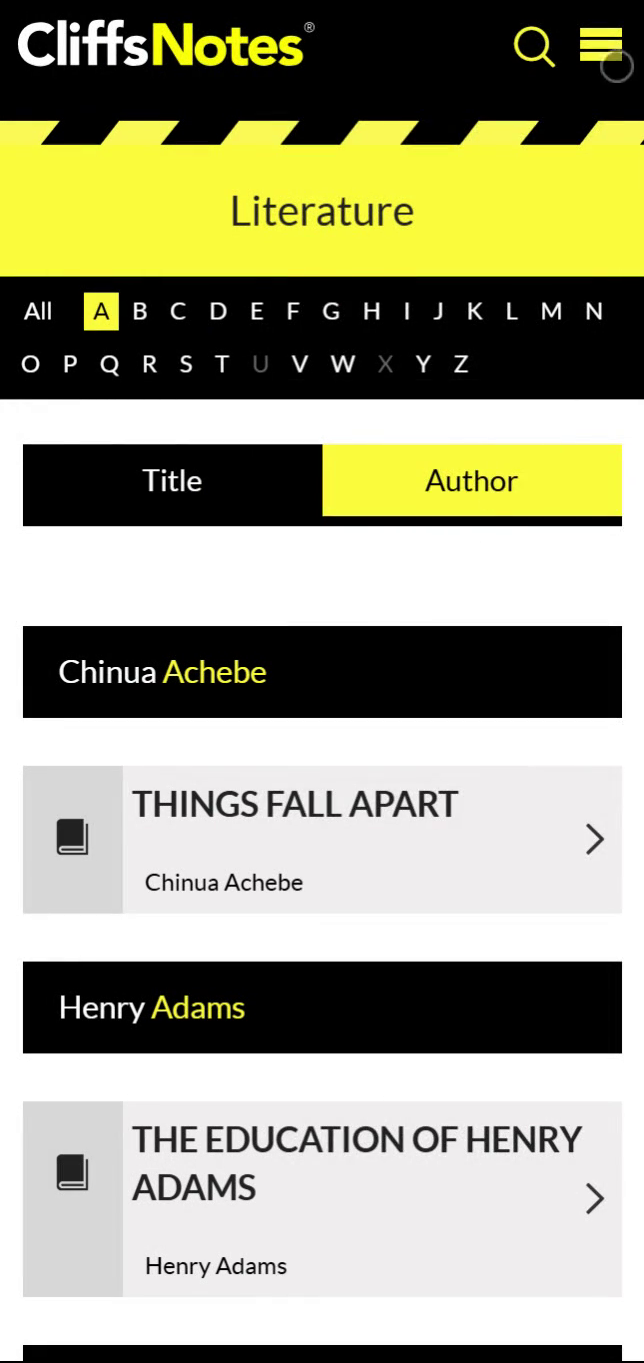 CliffsNotes®
Literature
All A B C D E F G H I J K L M N
O P Q R S T U V W X Y Z
Title Author
Chinua Achebe
THINGS FALL APART
Chinua Achebe
Henry Adams
THE EDUCATION OF HENRY
ADAMS
Henry Adams